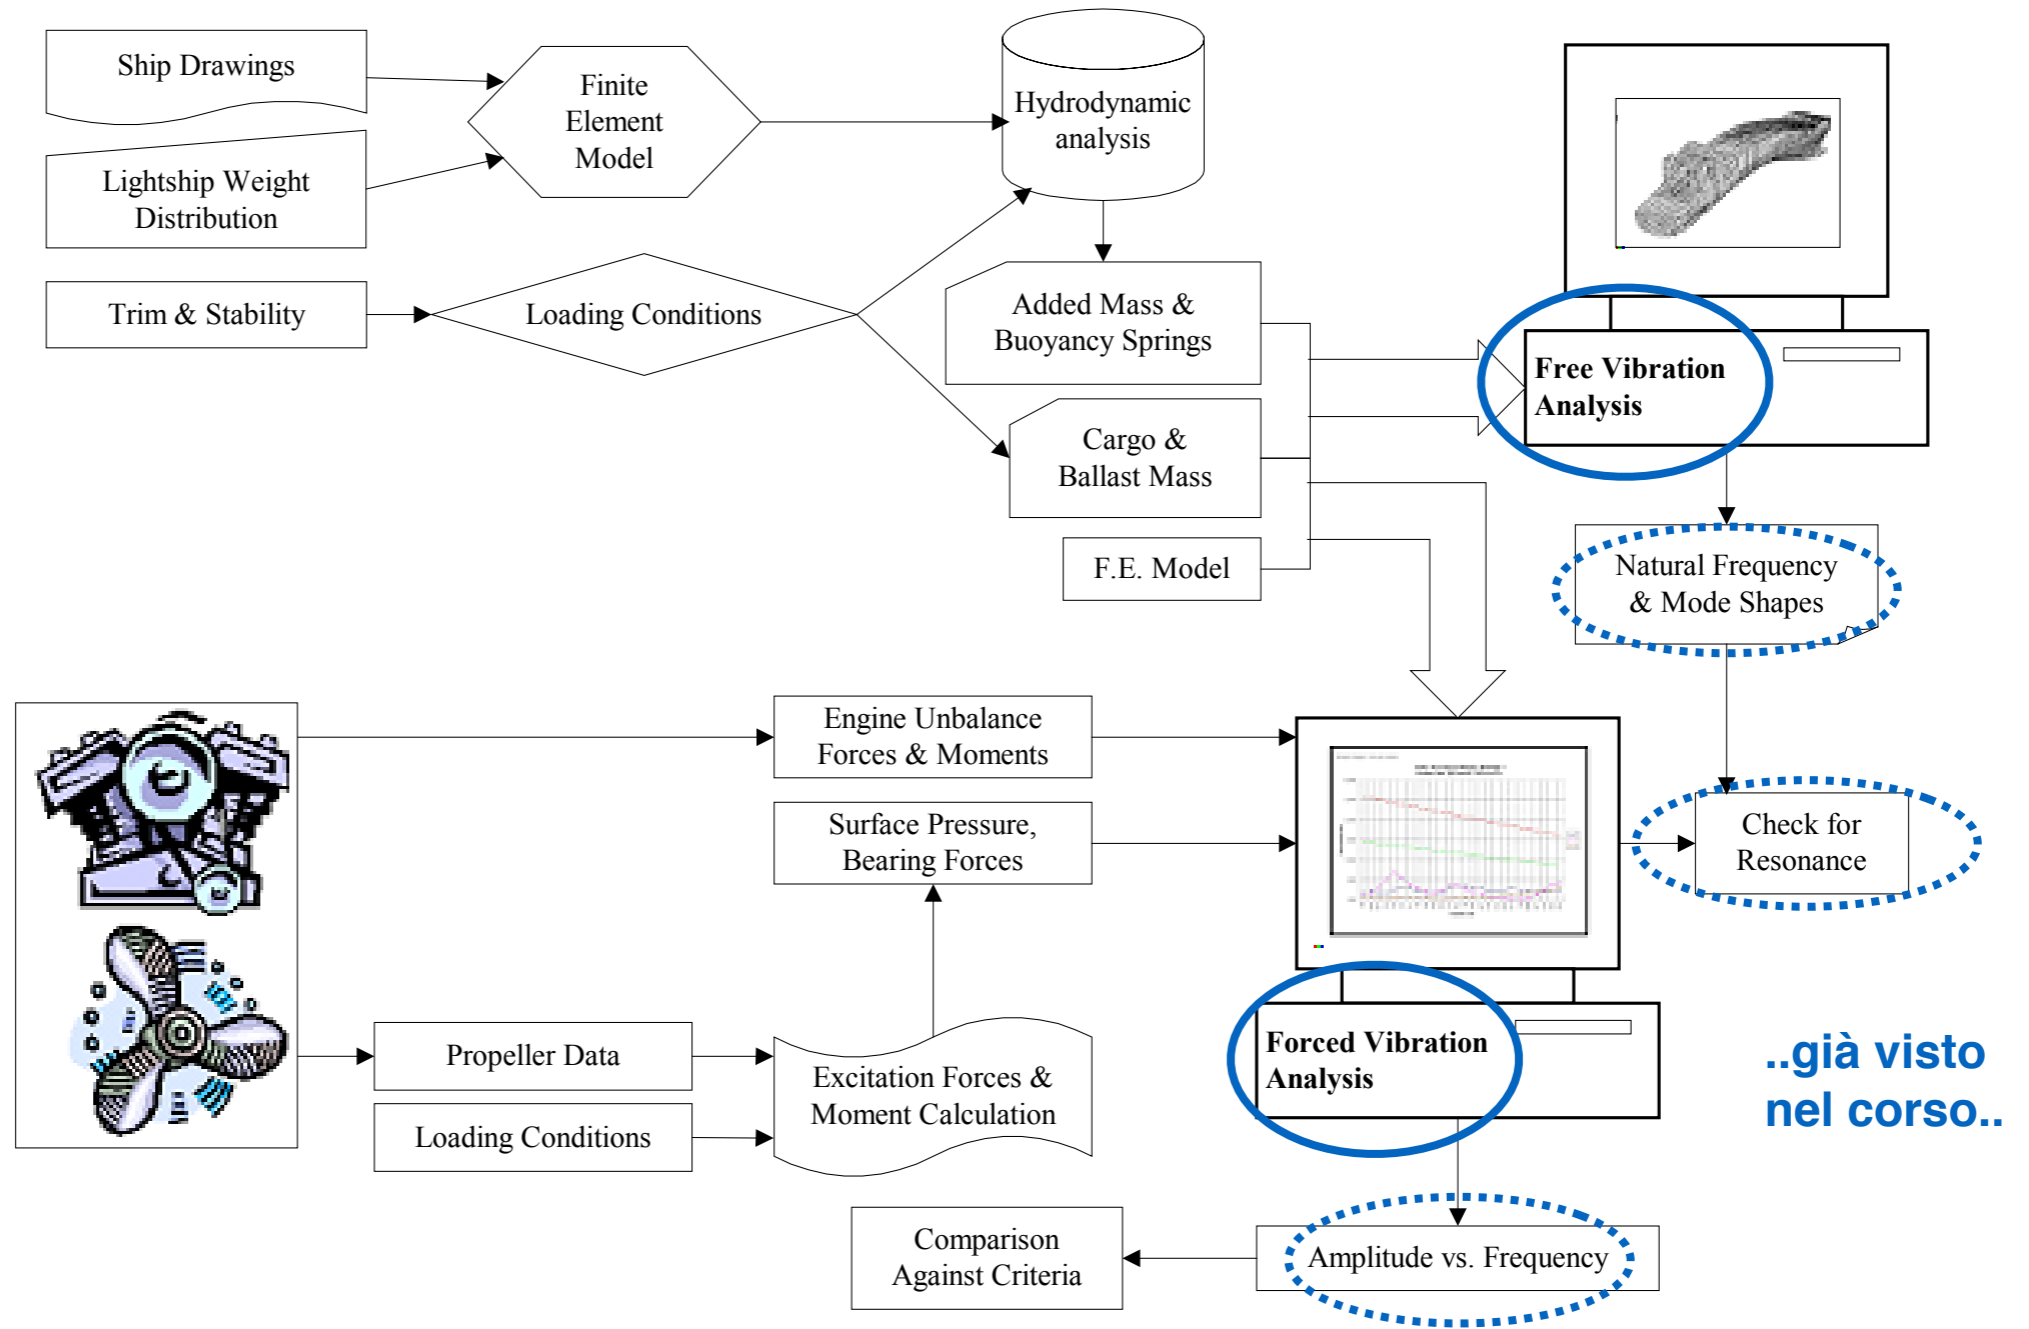 Ship Drawings
Finite
Element
Model
Hydrodynamic
analysis
Lightship Weight
Distribution
Trim & Stability
Loading Conditions
Added Mass &
Buoyancy Springs
Free Vibration
Analysis
Cargo &
Ballast Mass
F.E. Model
Natural Frequency
& Mode Shapes
Engine Unbalance
Forces & Moments
Surface Pressure,
Bearing Forces
Check for
Resonance
Propeller Data
Loading Conditions
Excitation Forces &
Moment Calculation
Forced Vibration
Analysis
..già visto
nel corso..
Comparison
Against Criteria
Amplitude vs. Frequency